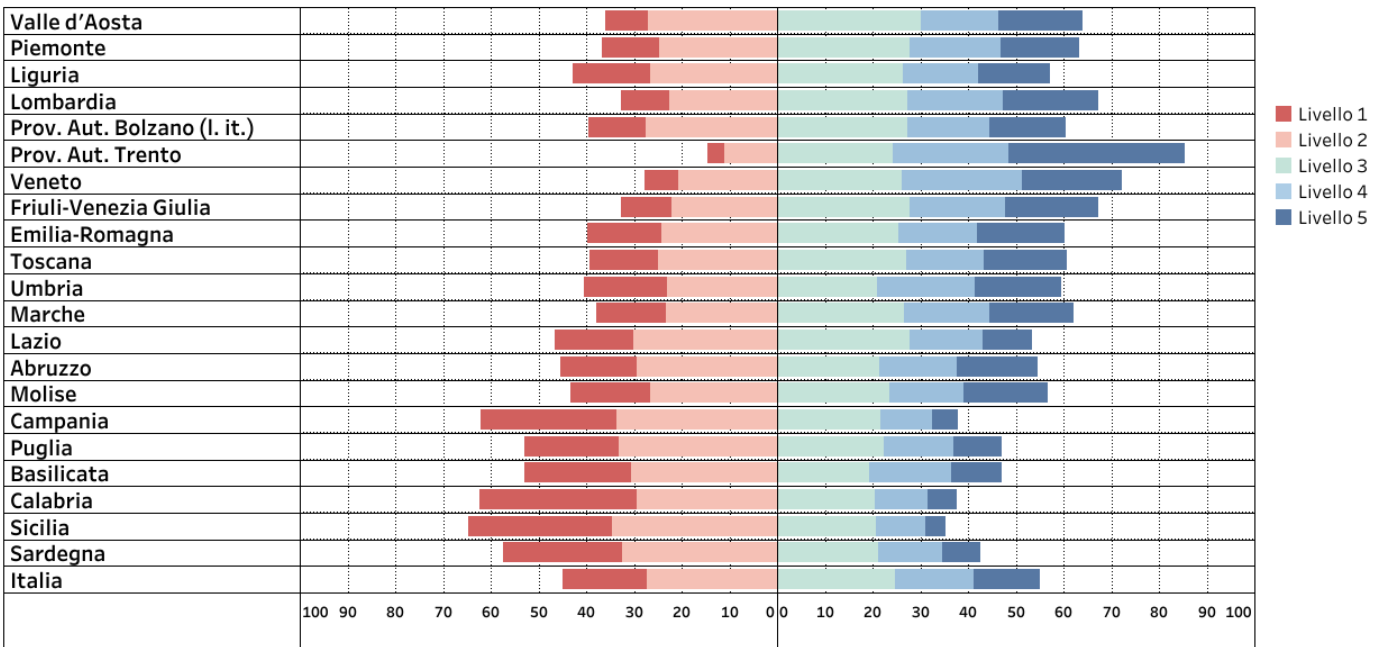 Valle d’Aosta
Piemonte
Liguria
Lombardia
Prov. Aut. Bolzano (l. it.)
Prov. Aut. Trento
Veneto
Friuli-Venezia Giulia
Emilia-Romagna
Toscana
Umbria
Marche
Lazio
Abruzzo
Molise
Campania
Puglia
Basilicata
Calabria
Sicilia
Sardegna
Italia
100 90 80 70 60 50 40 30 20 10 0 0 10 20 30 40 50 60 70 80 90 100
Livello 1
Livello 2
Livello 3
Livello 4
Livello 5